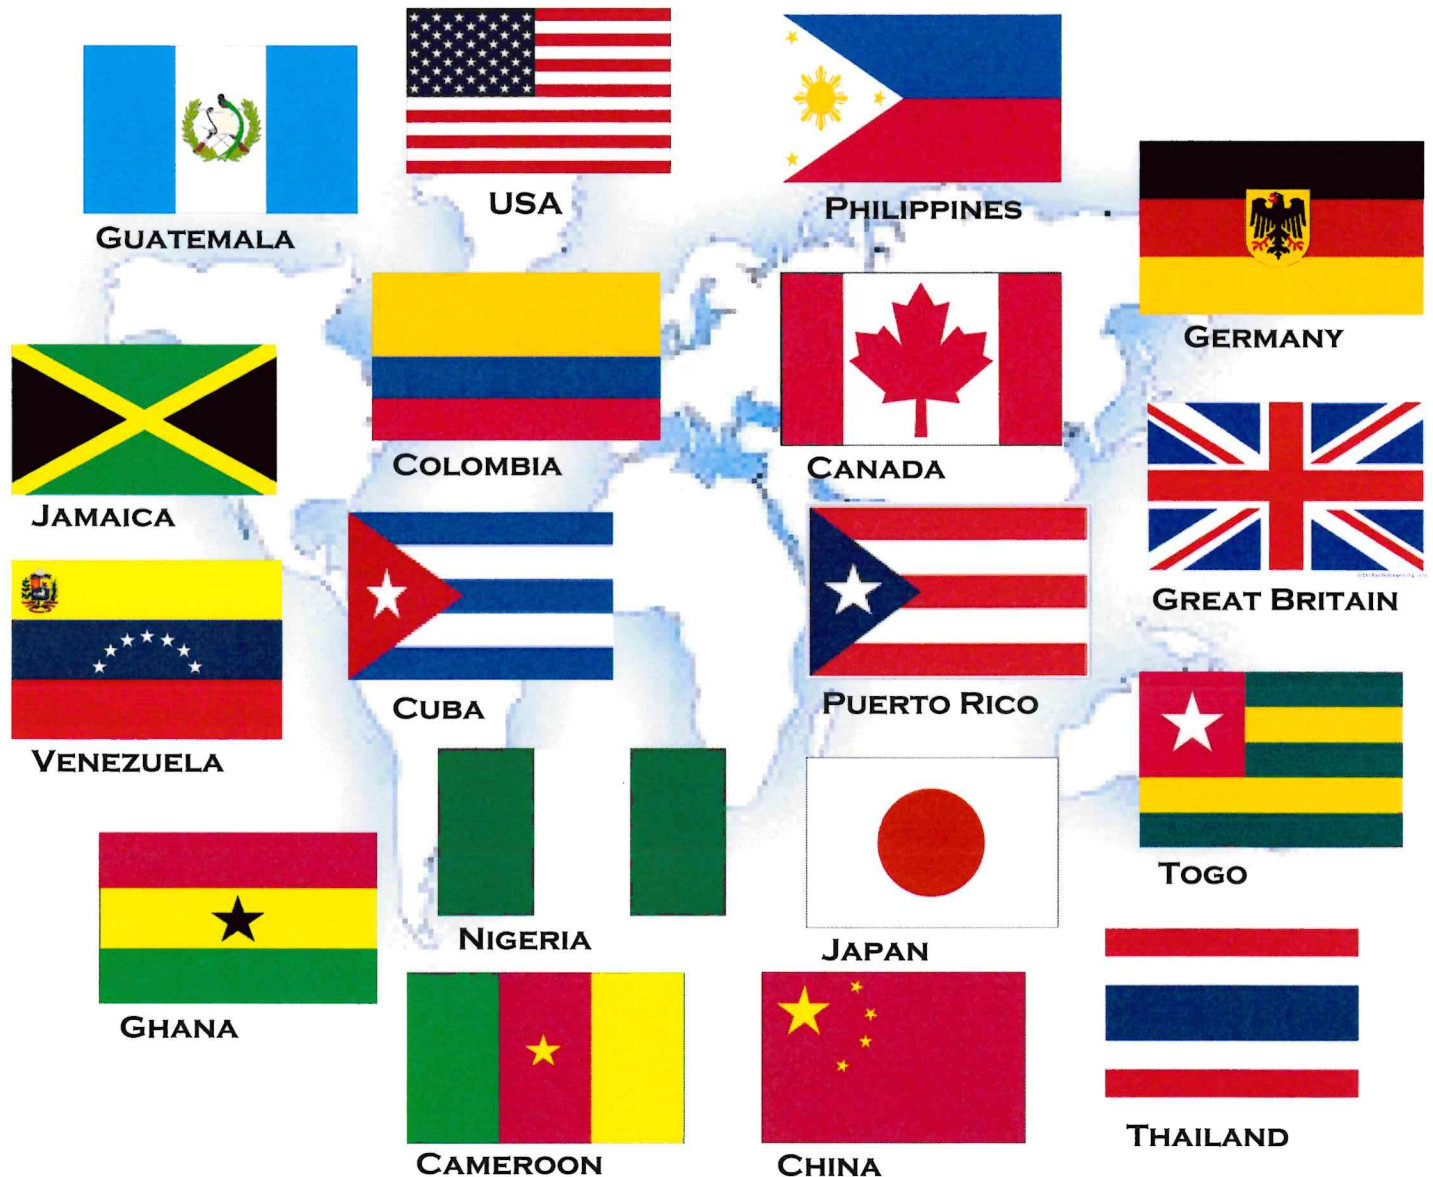 USA
PHILIPPINES
GUATEMALA
GERMANY
COLOMBIA
CANADA
JAMAICA
GREAT BRITAIN
CUBA
PUERTO RICO
VENEZUELA
TOGO
NIGERIA
JAPAN
GHANA
THAILAND
CAMEROON
CHINA